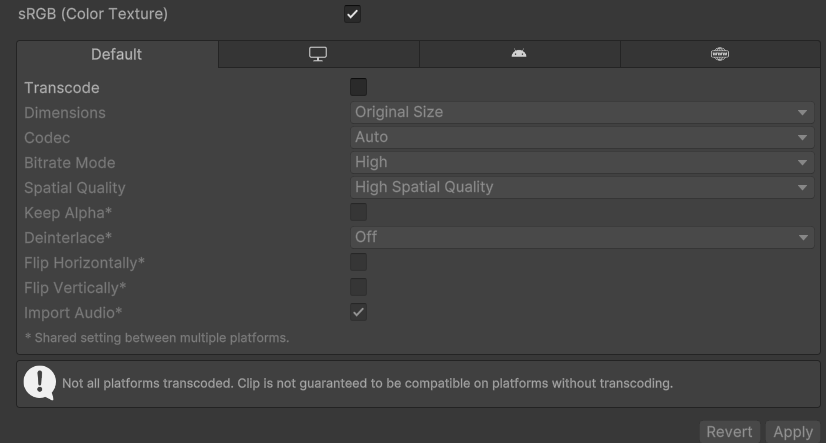 sRGB (Color Texture)
Default
WWW
Transcode
Dimensions Original Size
Codec Auto
Bitrate Mode High
Spatial Quality High Spatial Quality
Keep Alpha*
Deinterlace* Off
Flip Horizontally*
Flip Vertically*
Import Audio*
* Shared setting between multiple platforms.
Not all platforms transcoded. Clip is not guaranteed to be compatible on platforms without transcoding.
Revert Apply